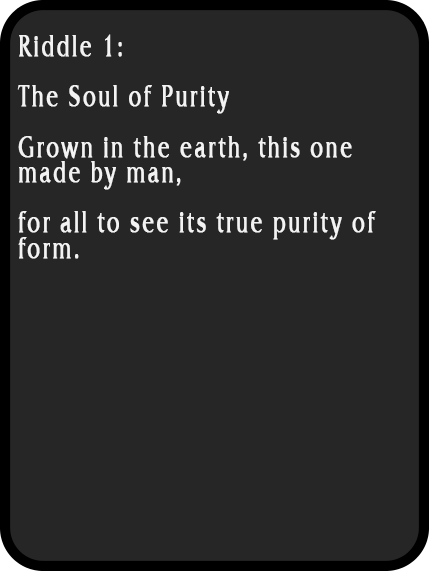 Riddle 1:
The Soul of Purity
Grown in the earth, this one
made by man,
for all to see its true purity of
form.